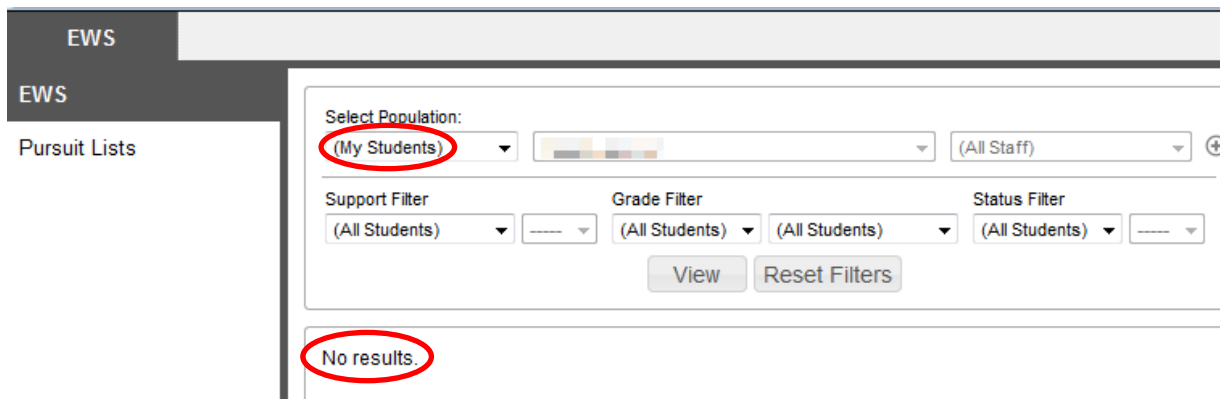 EWS
EWS
Pursuit Lists
Select Population:
(My Students) (All Staff)
Support Filter Grade Filter Status Filter
(All Students) ----- (All Students) (All Students) (All Students) -----
View Reset Filters
No results.